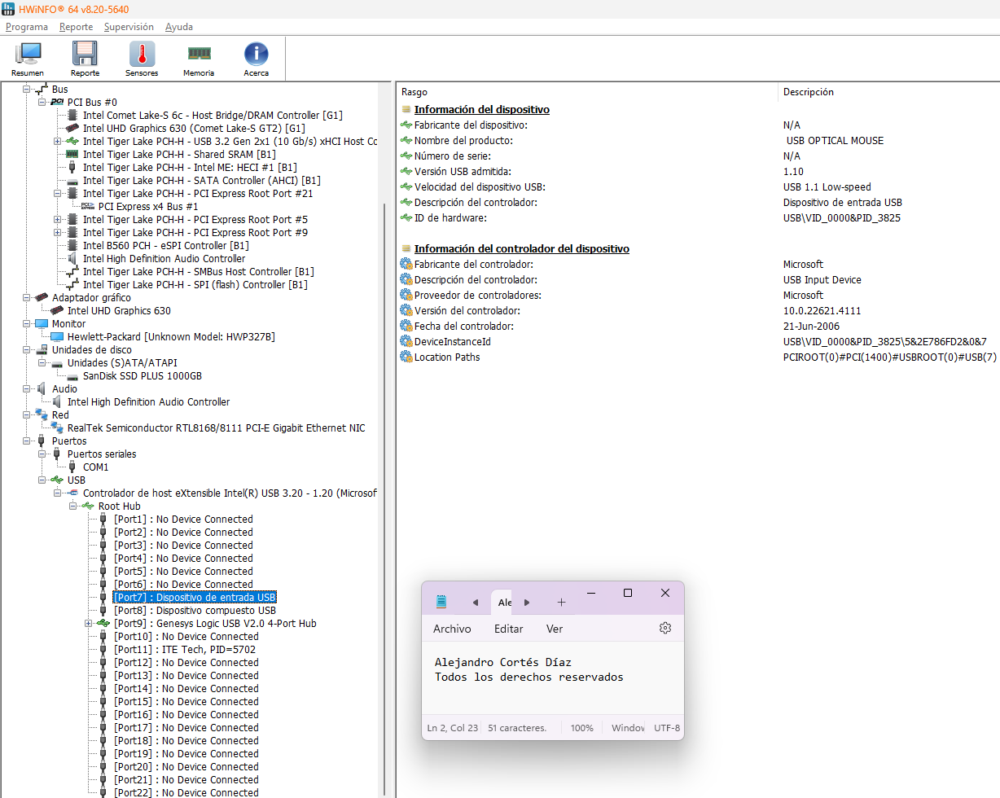 HWiNFO® 64 v8.20-5640
Programa Reporte Supervisión Ayuda
Resumen Reporte Sensores Memoria Acerca
Bus
PCI Bus #0
Intel Comet Lake-S 6c - Host Bridge/DRAM Controller [G1]
Intel UHD Graphics 630 (Comet Lake-S GT2) [G1]
Intel Tiger Lake PCH-H - USB 3.2 Gen 2x1 (10 Gb/s) xHCI Host Co
Intel Tiger Lake PCH-H - Shared SRAM [B1]
Intel Tiger Lake PCH-H - Intel ME: HECI #1 [B1]
Intel Tiger Lake PCH-H - SATA Controller (AHCI) [B1]
Intel Tiger Lake PCH-H - PCI Express Root Port #21
PCI Express x4 Bus #1
Intel Tiger Lake PCH-H - PCI Express Root Port #5
Intel Tiger Lake PCH-H - PCI Express Root Port #9
Intel B560 PCH - eSPI Controller [B1]
Intel High Definition Audio Controller
Intel Tiger Lake PCH-H - SMBus Host Controller [B1]
Intel Tiger Lake PCH-H - SPI (flash) Controller [B1]
Adaptador gráfico
Intel UHD Graphics 630
Monitor
Hewlett-Packard [Unknown Model: HWP327B]
Unidades de disco
Unidades (S)ATA/ATAPI
SanDisk SSD PLUS 1000GB
Audio
Intel High Definition Audio Controller
Red
RealTek Semiconductor RTL8168/8111 PCI-E Gigabit Ethernet NIC
Puertos
Puertos seriales
COM1
USB
Controlador de host eXtensible Intel(R) USB 3.20 - 1.20 (Microsof
Root Hub
[Port1] : No Device Connected
[Port2] : No Device Connected
[Port3] : No Device Connected
[Port4] : No Device Connected
[Port5] : No Device Connected
[Port6] : No Device Connected
[Port7] : Dispositivo de entrada USB
[Port8] : Dispositivo compuesto USB
[Port9] : Genesys Logic USB V2.0 4-Port Hub
[Port10] : No Device Connected
[Port11] : ITE Tech, PID=5702
[Port12] : No Device Connected
[Port13] : No Device Connected
[Port14] : No Device Connected
[Port15] : No Device Connected
[Port16] : No Device Connected
[Port17] : No Device Connected
[Port18] : No Device Connected
[Port19] : No Device Connected
[Port20] : No Device Connected
[Port21] : No Device Connected
[Port22] : No Device Connected
Rasgo Descripción
Información del dispositivo
Fabricante del dispositivo: N/A
Nombre del producto: USB OPTICAL MOUSE
Número de serie: N/A
Versión USB admitida: 1.10
Velocidad del dispositivo USB: USB 1.1 Low-speed
Descripción del controlador: Dispositivo de entrada USB
ID de hardware: USB\VID_0000&PID_3825
Información del controlador del dispositivo
Fabricante del controlador: Microsoft
Descripción del controlador: USB Input Device
Proveedor de controladores: Microsoft
Versión del controlador: 10.0.22621.4111
Fecha del controlador: 21-Jun-2006
DeviceInstanceId USB\VID_0000&PID_3825\5&2E786FD2&0&7
Location Paths PCIROOT(0)#PCI(1400)#USBROOT(0)#USB(7)
Ale
Archivo Editar Ver
Alejandro Cortés Díaz
Todos los derechos reservados
Ln 2, Col 23 51 caracteres. 100% Window UTF-8